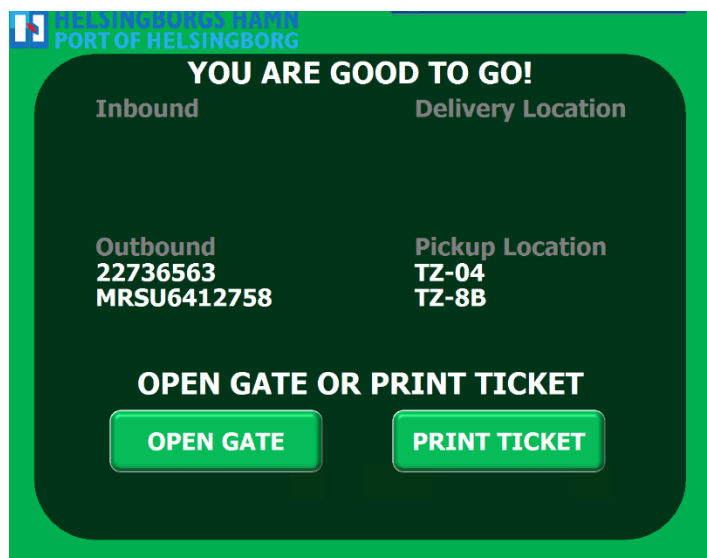 HELSINGBORGS HAMN
PORT OF HELSINGBORG
YOU ARE GOOD TO GO!
Inbound Delivery Location
Outbound Pickup Location
22736563 TZ-04
MRSU6412758 TZ-8B
OPEN GATE OR PRINT TICKET
OPEN GATE PRINT TICKET